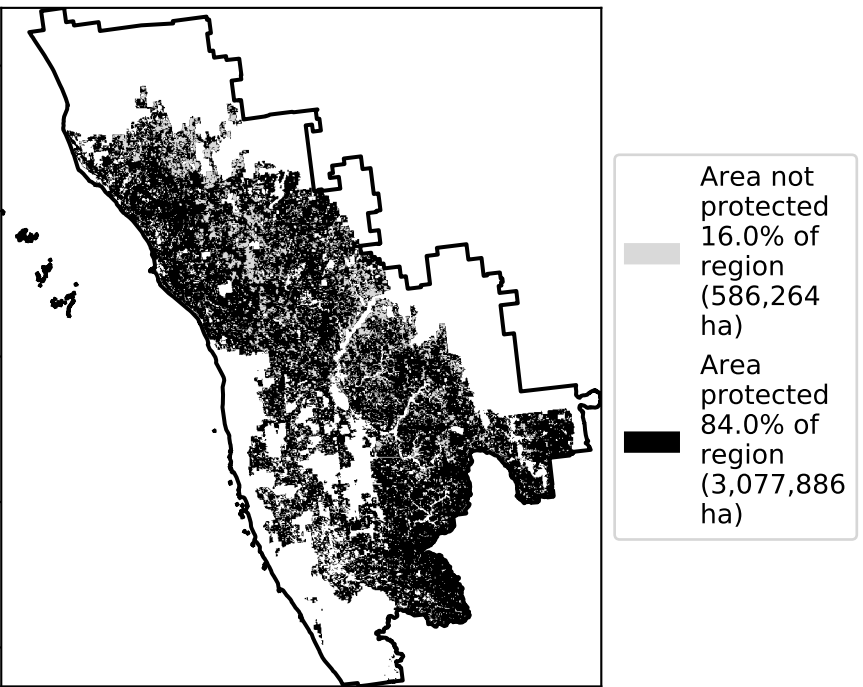 Area not
protected
16.0% of
region
(586,264
ha)
Area
protected
84.0% of
region
(3,077,886
ha)